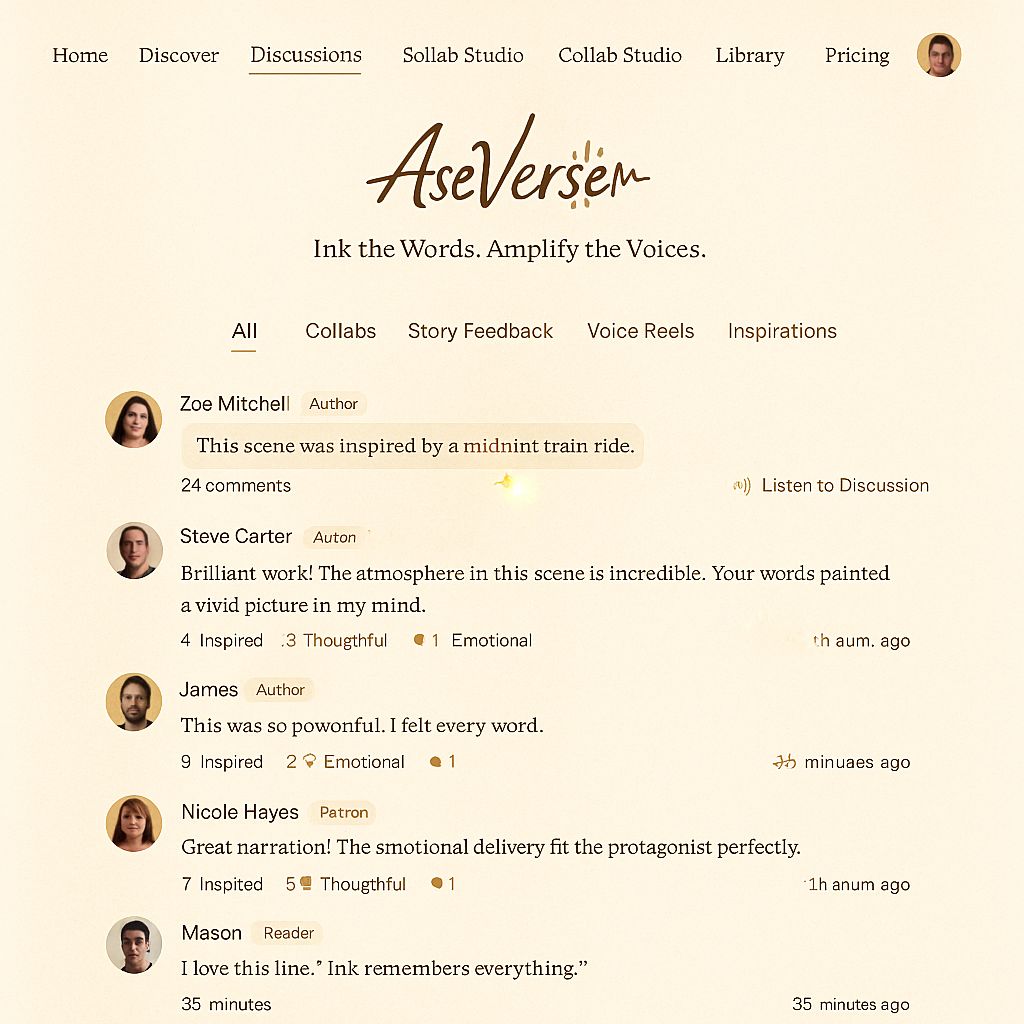 Home Discover Discussions Sollab Studio Collab Studio Library Pricing
AseVersem
Ink the Words. Amplify the Voices.
All Collabs Story Feedback Voice Reels Inspirations
Zoe Mitchell Author
This scene was inspired by a midnint train ride.
24 comments Listen to Discussion
Steve Carter Auton
Brilliant work! The atmosphere in this scene is incredible. Your words painted
a vivid picture in my mind.
4 Inspired 3 Thougthful 1 Emotional aum. ago
James Author
This was so powonful. I felt every word.
9 Inspired 2 Emotional 1 minuaes ago
Nicole Hayes Patron
Great narration! The smotional delivery fit the protagonist perfectly.
7 Inspited 5 Thougthful 1 1h anum ago
Mason Reader
I love this line.” Ink remembers everything.”
35 minutes 35 minutes ago